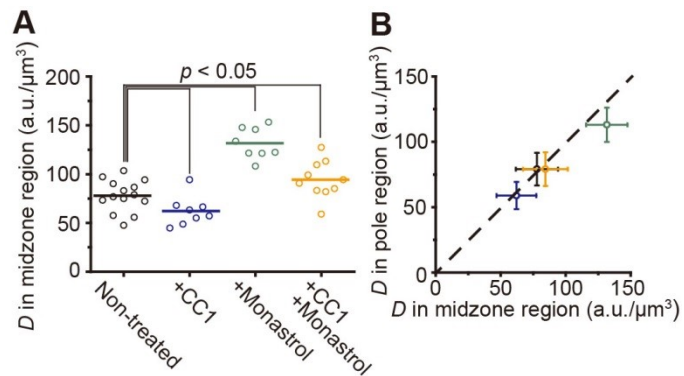 A
D in midzone region (a.u./µm³)
200
150
100
50
0
p < 0.05
Non-treated
+CC1
+Monastrol
+CC1
+Monastrol
B
D in pole region (a.u./µm³)
150
100
50
0
0
50
100
150
D in midzone region (a.u./µm³)